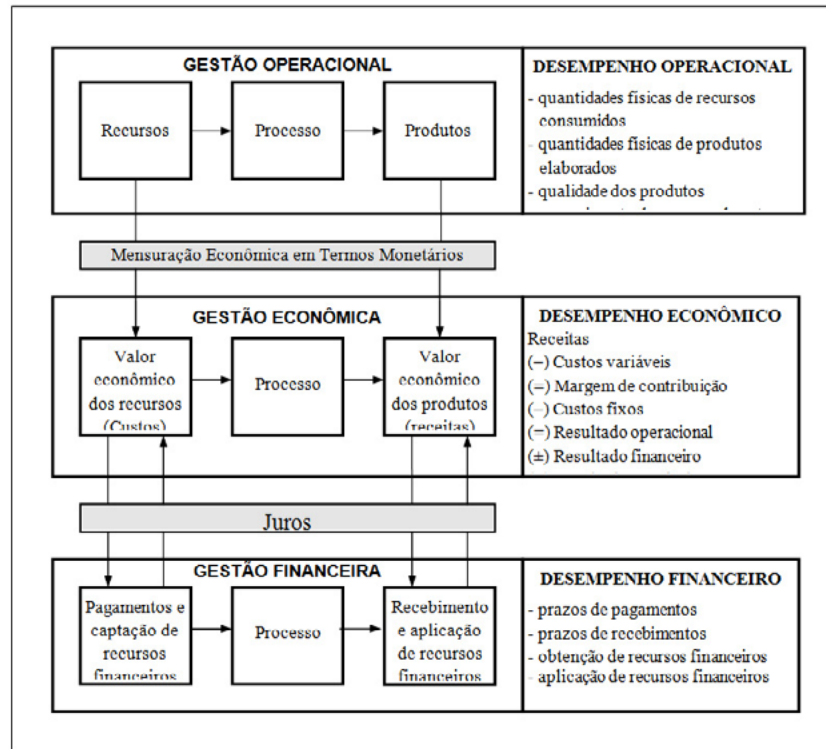 GESTÃO OPERACIONAL
Recursos
Processo
Produtos
DESEMPENHO OPERACIONAL
- quantidades físicas de recursos
consumidos
- quantidades físicas de produtos
elaborados
- qualidade dos produtos
Mensuração Econômica em Termos Monetários
GESTÃO ECONÔMICA
Valor
econômico
dos recursos
(Custos)
Processo
Valor
econômico
dos produtos
(receitas)
DESEMPENHO ECONÔMICO
Receitas
(−) Custos variáveis
(=) Margem de contribuição
(−) Custos fixos
(=) Resultado operacional
(±) Resultado financeiro
Juros
GESTÃO FINANCEIRA
Pagamentos e
captação de
recursos
financeiros
Processo
Recebimento
e aplicação
de recursos
financeiros
DESEMPENHO FINANCEIRO
- prazos de pagamentos
- prazos de recebimentos
- obtenção de recursos financeiros
- aplicação de recursos financeiros